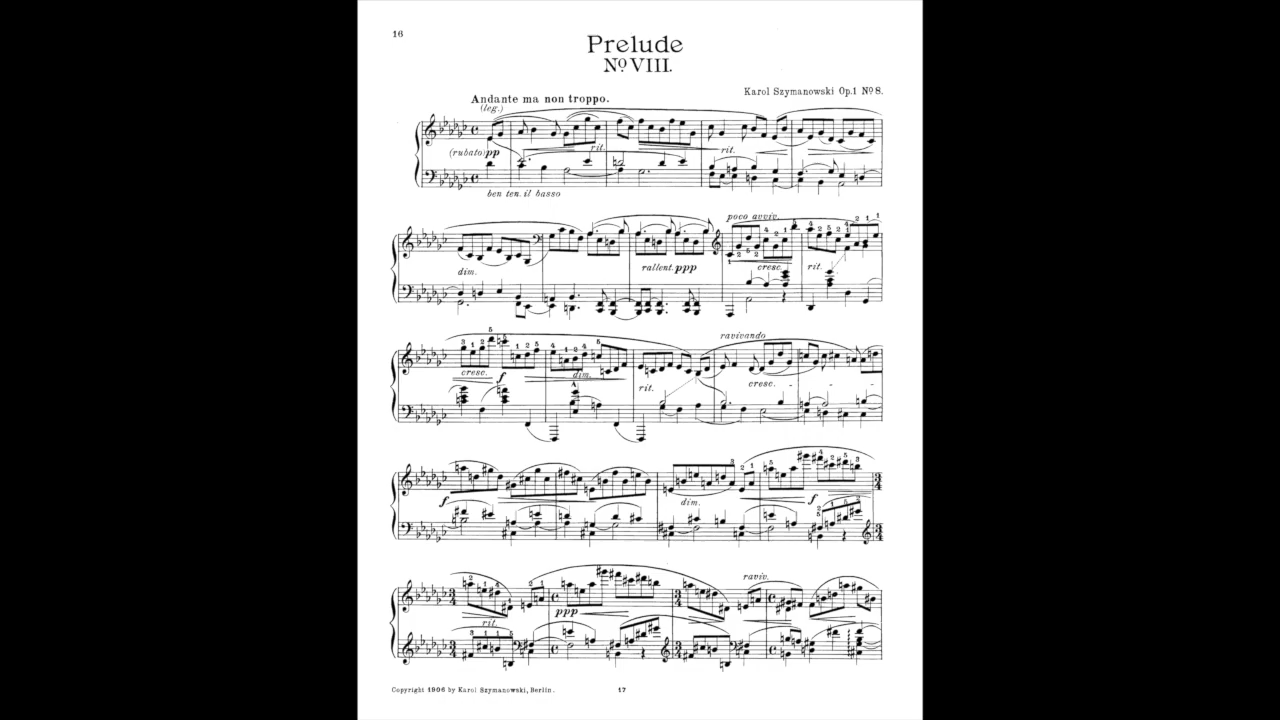 16
Prelude
No VIII.
Karol Szymanowski Op.1 No 8.
Andante ma non troppo.
(leg.)
(rubato) pp
rit.
rit.
ben ten. il basso
poco avviv.
dim.
rallent. ppp
cresc.
rit.
cresc.
f
dim.
rit.
ravivando
cresc.
f
dim.
f
raviv.
ppp
rit.
Copyright 1906 by Karol Szymanowski, Berlin.
17